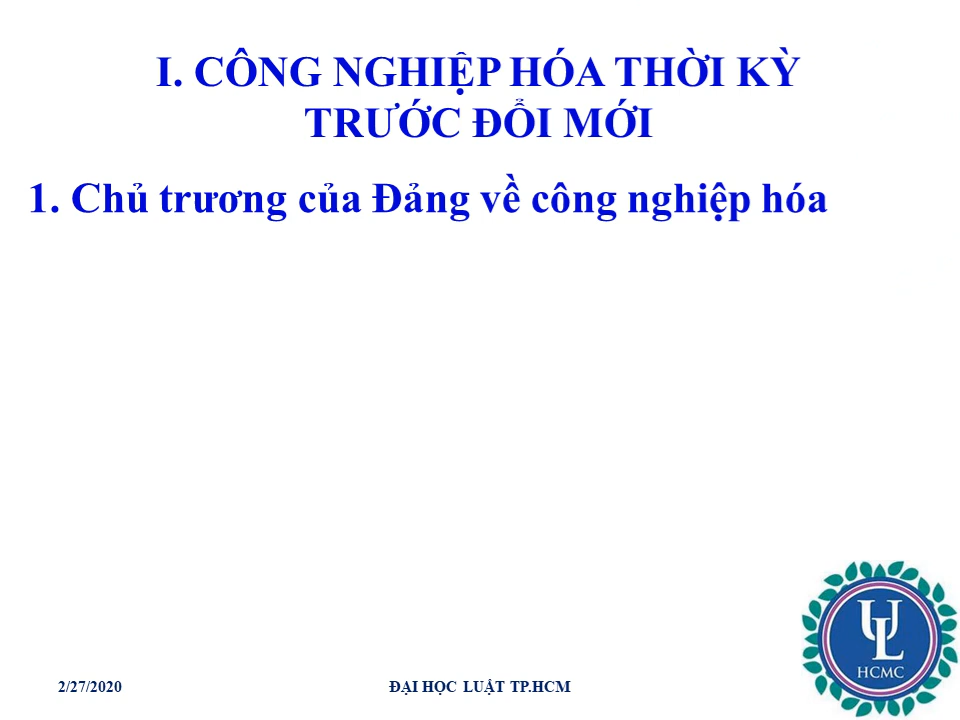 I. CÔNG NGHIỆP HÓA THỜI KỲ
TRƯỚC ĐỔI MỚI
1. Chủ trương của Đảng về công nghiệp hóa
UL
HCMC
2/27/2020
ĐẠI HỌC LUẬT TP.HCM